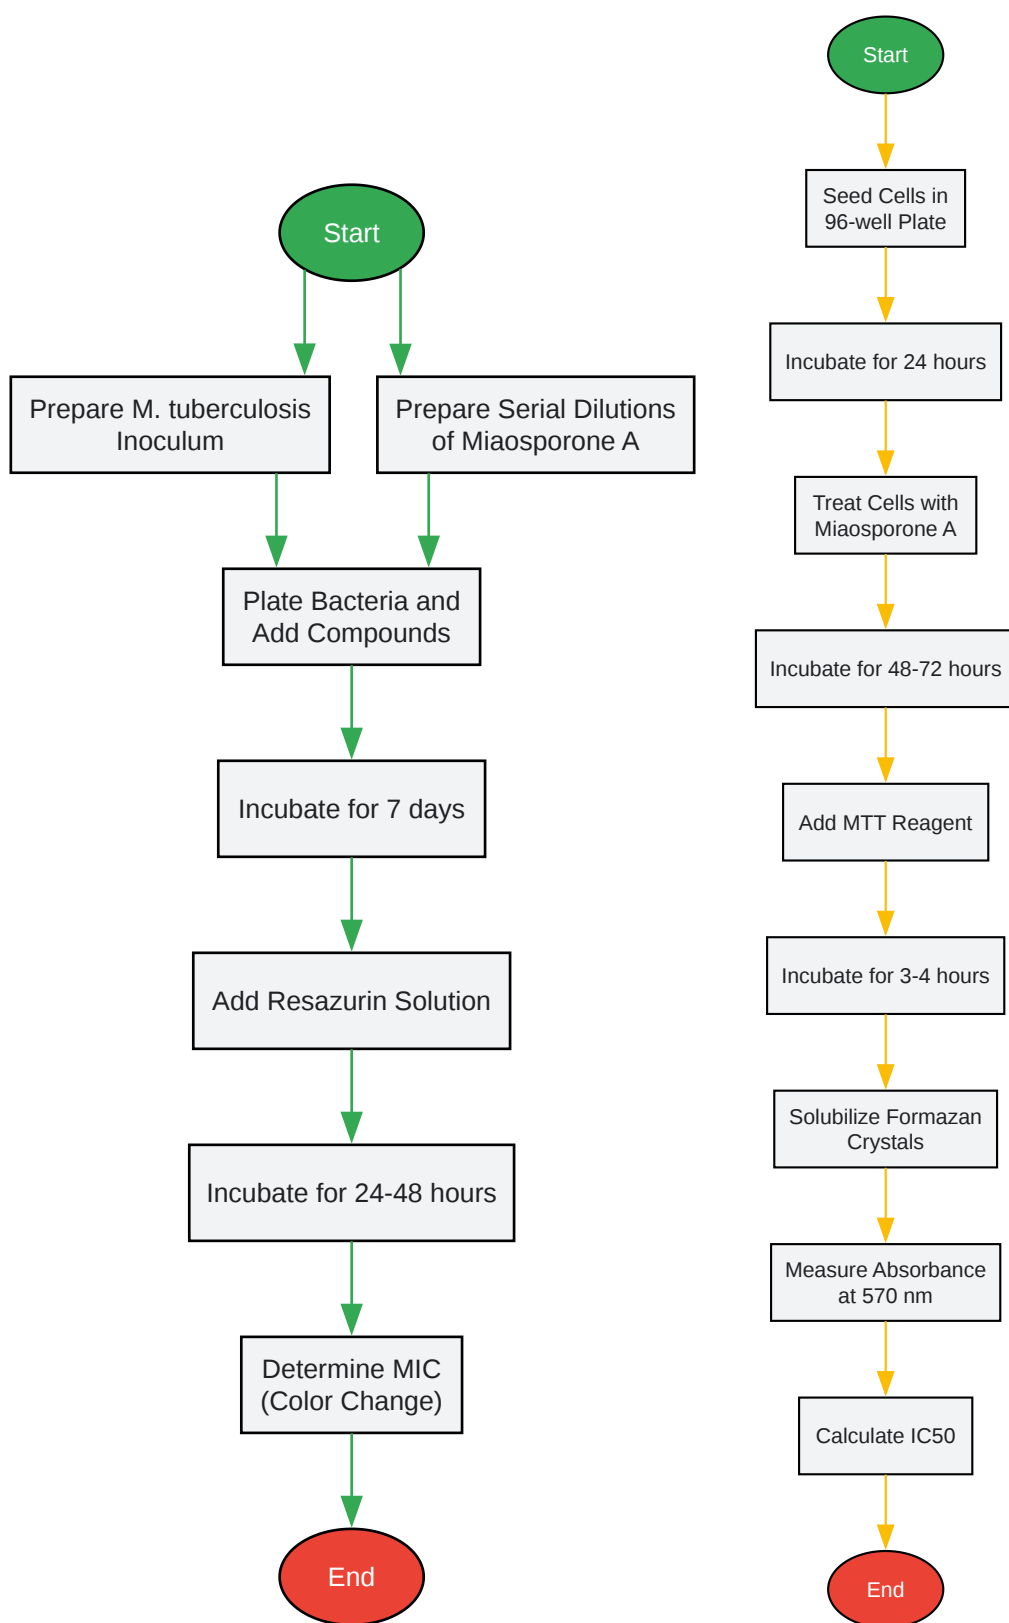 Start
Prepare M. tuberculosis
Inoculum
Prepare Serial Dilutions
of Miaosporone A
Plate Bacteria and
Add Compounds
Incubate for 7 days
Add Resazurin Solution
Incubate for 24-48 hours
Determine MIC
(Color Change)
End
Start
Seed Cells in
96-well Plate
Incubate for 24 hours
Treat Cells with
Miaosporone A
Incubate for 48-72 hours
Add MTT Reagent
Incubate for 3-4 hours
Solubilize Formazan
Crystals
Measure Absorbance
at 570 nm
Calculate IC50
End